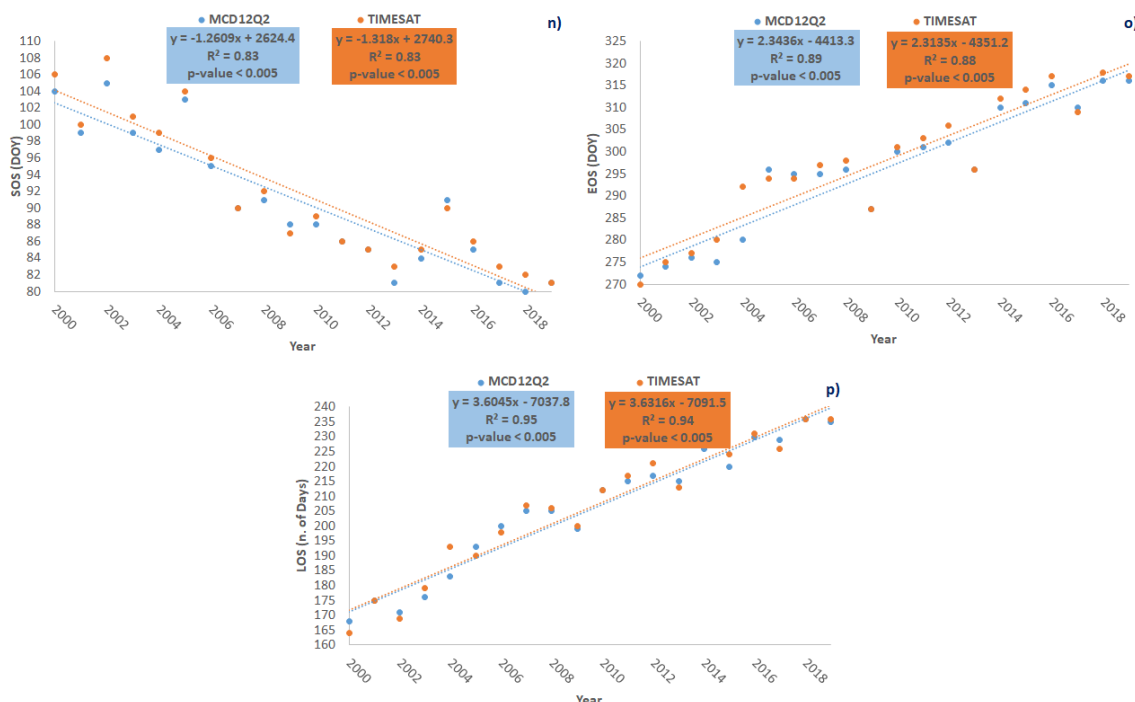 MCD12Q2
TIMESAT
n)
y = -1.2609x + 2624.4
R² = 0.83
p-value < 0.005
y = -1.318x + 2740.3
R² = 0.83
p-value < 0.005
110
108
106
104
102
100
98
96
94
92
90
88
86
84
82
80
SOS (DOY)
2000
2002
2004
2006
2008
2010
2012
2014
2016
2018
Year
MCD12Q2
TIMESAT
o)
y = 2.3436x - 4413.3
R² = 0.89
p-value < 0.005
y = 2.3135x - 4351.2
R² = 0.88
p-value < 0.005
325
320
315
310
305
300
295
290
285
280
275
270
EOS (DOY)
2000
2002
2004
2006
2008
2010
2012
2014
2016
2018
Year
MCD12Q2
TIMESAT
p)
y = 3.6045x - 7037.8
R² = 0.95
p-value < 0.005
y = 3.6316x - 7091.5
R² = 0.94
p-value < 0.005
240
235
230
225
220
215
210
205
200
195
190
185
180
175
170
165
160
LOS (n. of Days)
2000
2002
2004
2006
2008
2010
2012
2014
2016
2018
Year